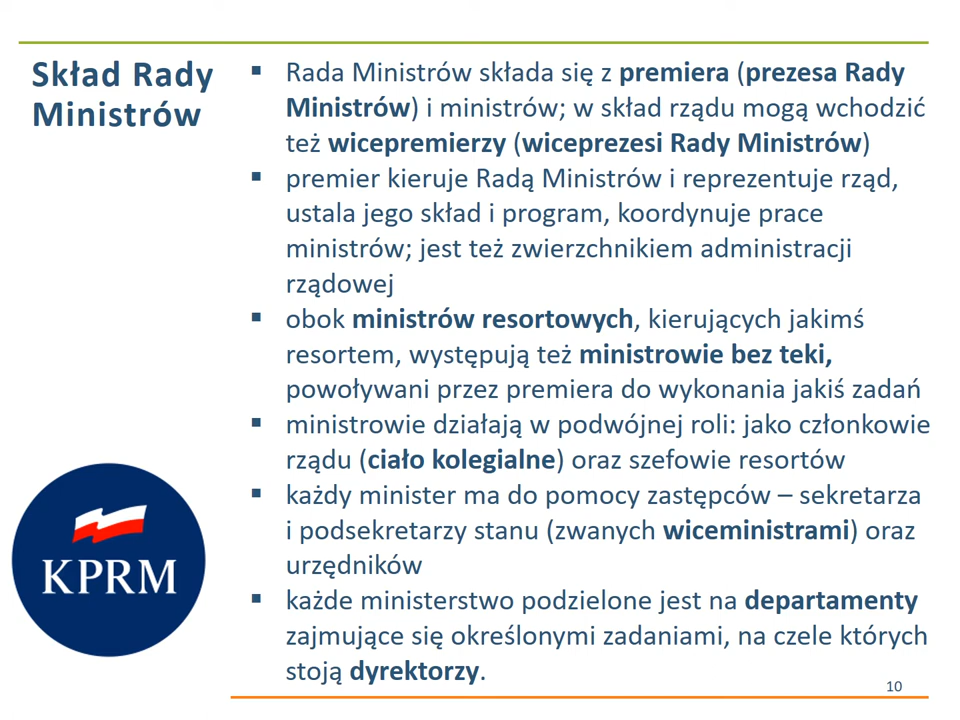 Skład Rady
Ministrów
▪ Rada Ministrów składa się z premiera (prezesa Rady
Ministrów) i ministrów; w skład rządu mogą wchodzić
też wicepremierzy (wiceprezesi Rady Ministrów)
▪ premier kieruje Radą Ministrów i reprezentuje rząd,
ustala jego skład i program, koordynuje prace
ministrów; jest też zwierzchnikiem administracji
rządowej
▪ obok ministrów resortowych, kierujących jakimś
resortem, występują też ministrowie bez teki,
powoływani przez premiera do wykonania jakiś zadań
▪ ministrowie działają w podwójnej roli: jako członkowie
rządu (ciało kolegialne) oraz szefowie resortów
▪ każdy minister ma do pomocy zastępców – sekretarza
i podsekretarzy stanu (zwanych wiceministrami) oraz
urzędników
▪ każde ministerstwo podzielone jest na departamenty
zajmujące się określonymi zadaniami, na czele których
stoją dyrektorzy.
KPRM
10